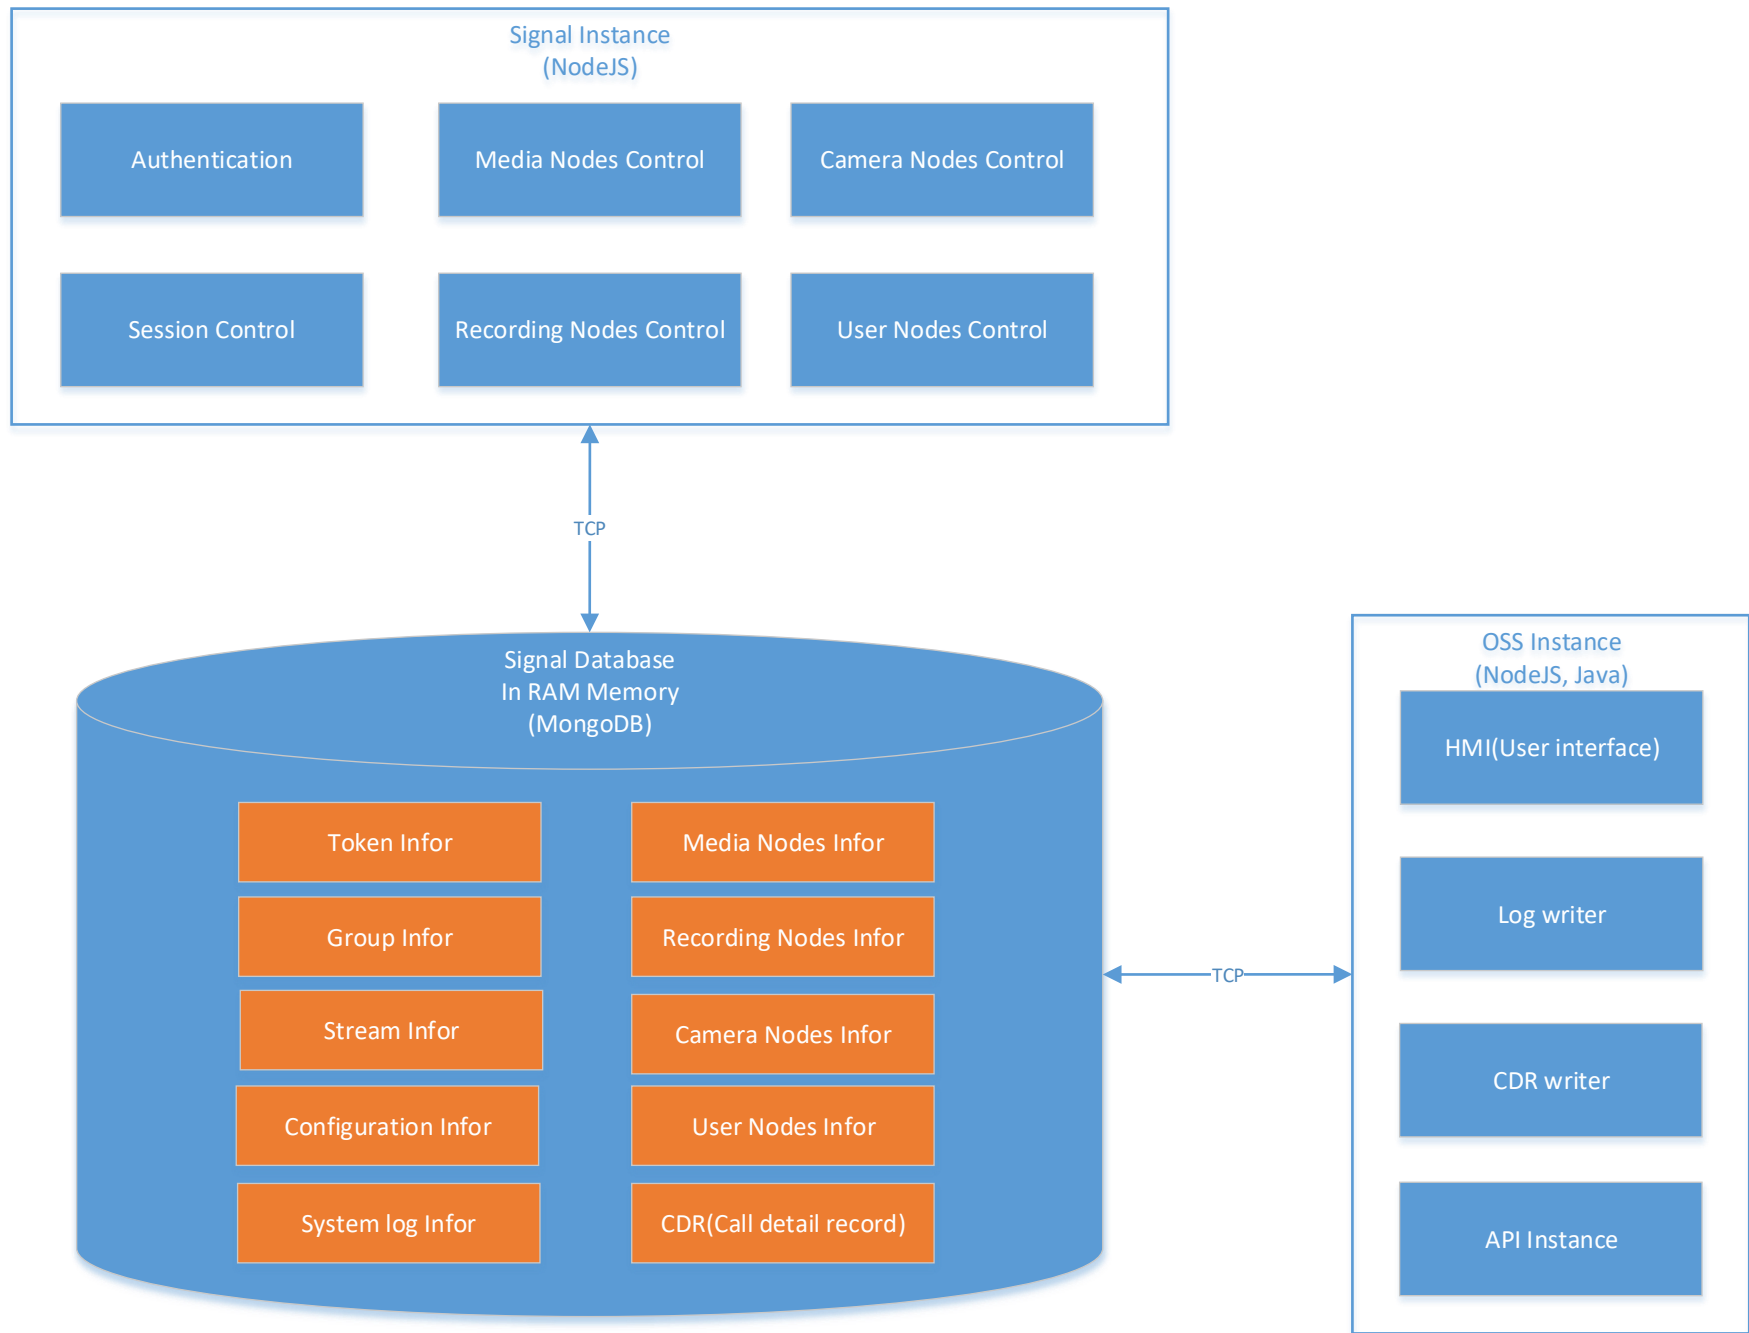 Signal Instance
(NodeJS)
Authentication
Media Nodes Control
Camera Nodes Control
Session Control
Recording Nodes Control
User Nodes Control
TCP
Signal Database
In RAM Memory
(MongoDB)
Token Infor
Media Nodes Infor
Group Infor
Recording Nodes Infor
Stream Infor
Camera Nodes Infor
Configuration Infor
User Nodes Infor
System log Infor
CDR(Call detail record)
TCP
OSS Instance
(NodeJS, Java)
HMI(User interface)
Log writer
CDR writer
API Instance